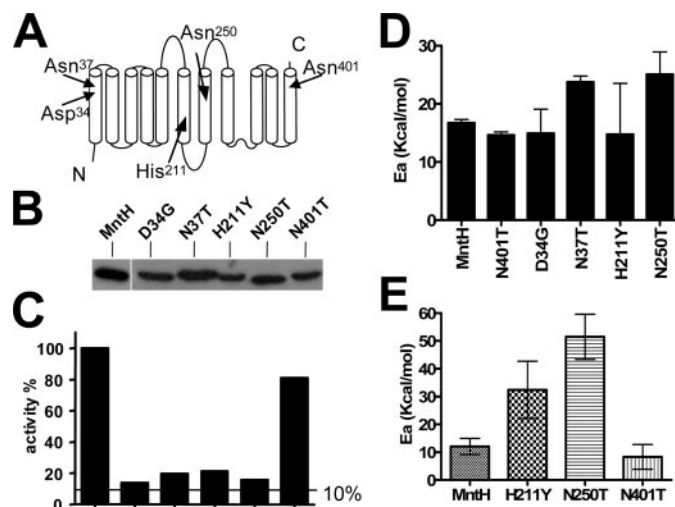 A
Asn37
Asp34
N
Asn250
C
Asn401
His211
B
MntH
D34G
N37T
H211Y
N250T
N401T
C
activity %
100
80
60
40
20
0
10%
D
Ea (Kcal/mol)
30
20
10
0
MntH
N401T
D34G
N37T
H211Y
N250T
E
Ea (Kcal/mol)
60
50
40
30
20
10
0
MntH
H211Y
N250T
N401T